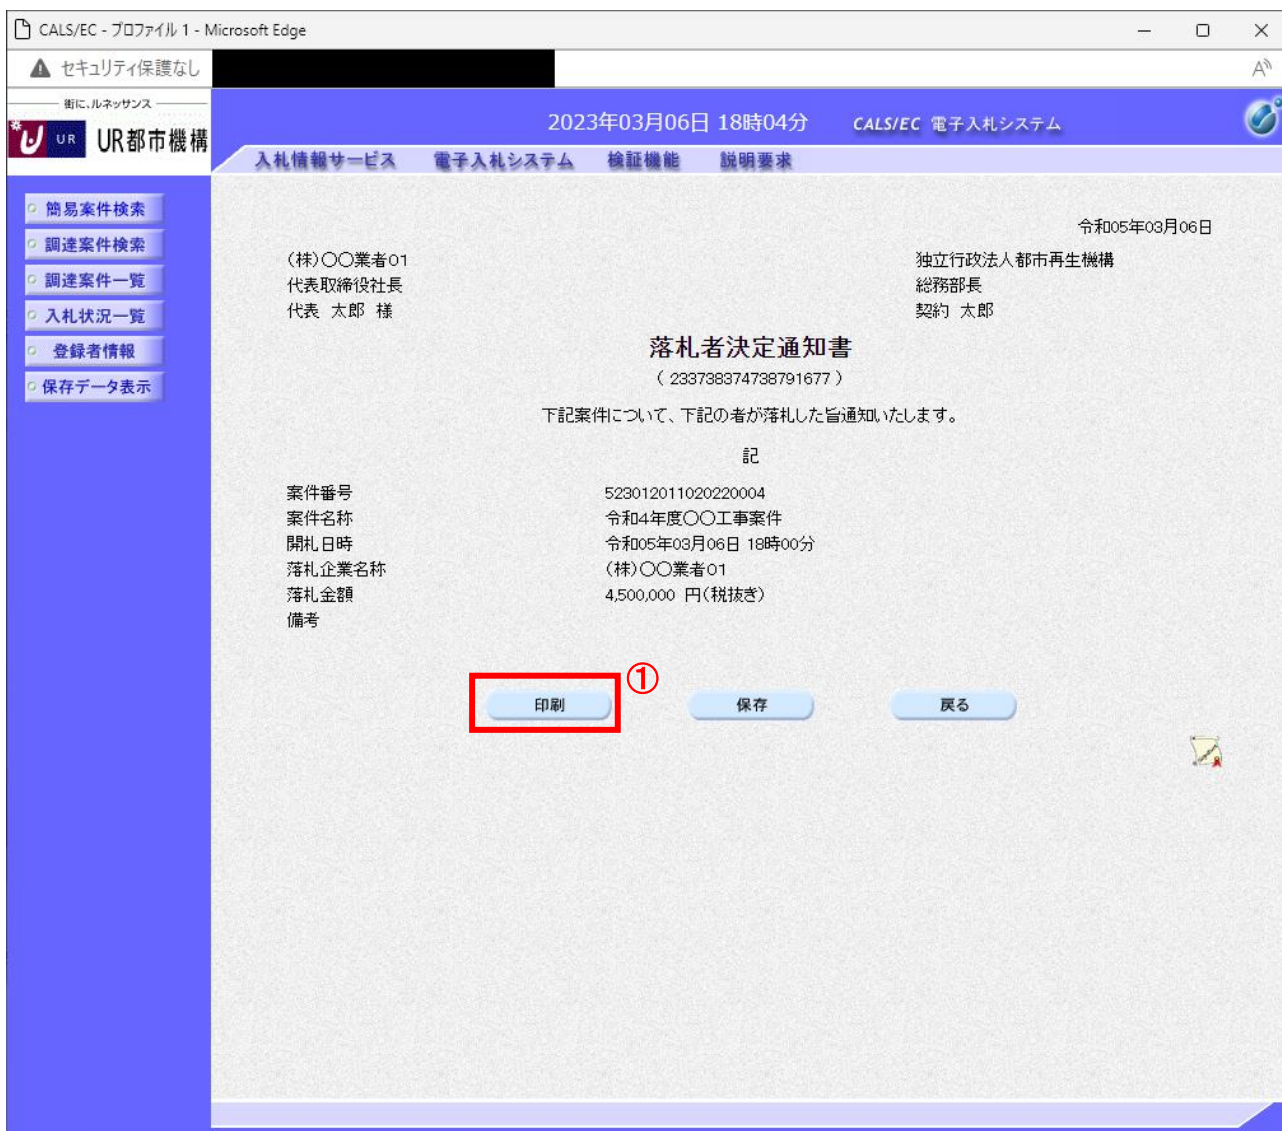 CALS/EC - プロファイル 1 - Microsoft Edge
セキュリティ保護なし
街に、ルネッサンス
UR UR都市機構
2023年03月06日 18時04分 CALS/EC 電子入札システム
入札情報サービス 電子入札システム 検証機能 説明要求
簡易案件検索
調達案件検索
調達案件一覧
入札状況一覧
登録者情報
保存データ表示
令和05年03月06日
(株)〇〇業者01 独立行政法人都市再生機構
代表取締役社長 総務部長
代表 太郎 様 契約 太郎
落札者決定通知書
( 233738374738791677 )
下記案件について、下記の者が落札した旨通知いたします。
記
案件番号 523012011020220004
案件名称 令和4年度〇〇工事案件
開札日時 令和05年03月06日 18時00分
落札企業名称 (株)〇〇業者01
落札金額 4,500,000 円(税抜き)
備考
①
印刷 保存 戻る